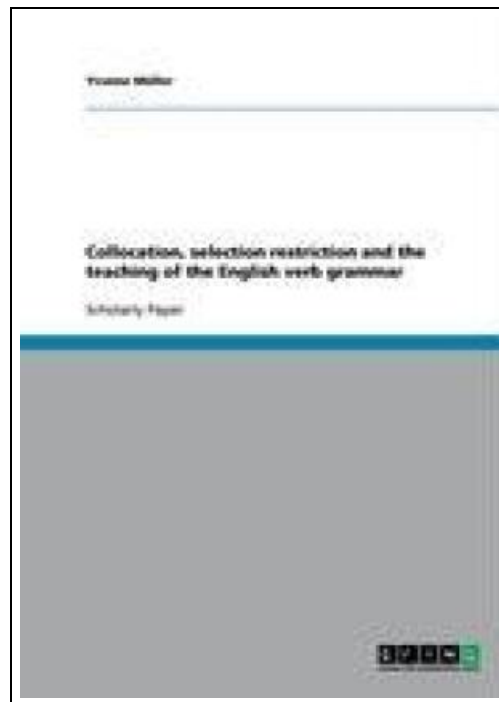 Yvonne Müller
Collocation, selection restriction and the
teaching of the English verb grammar
Scholarly Paper